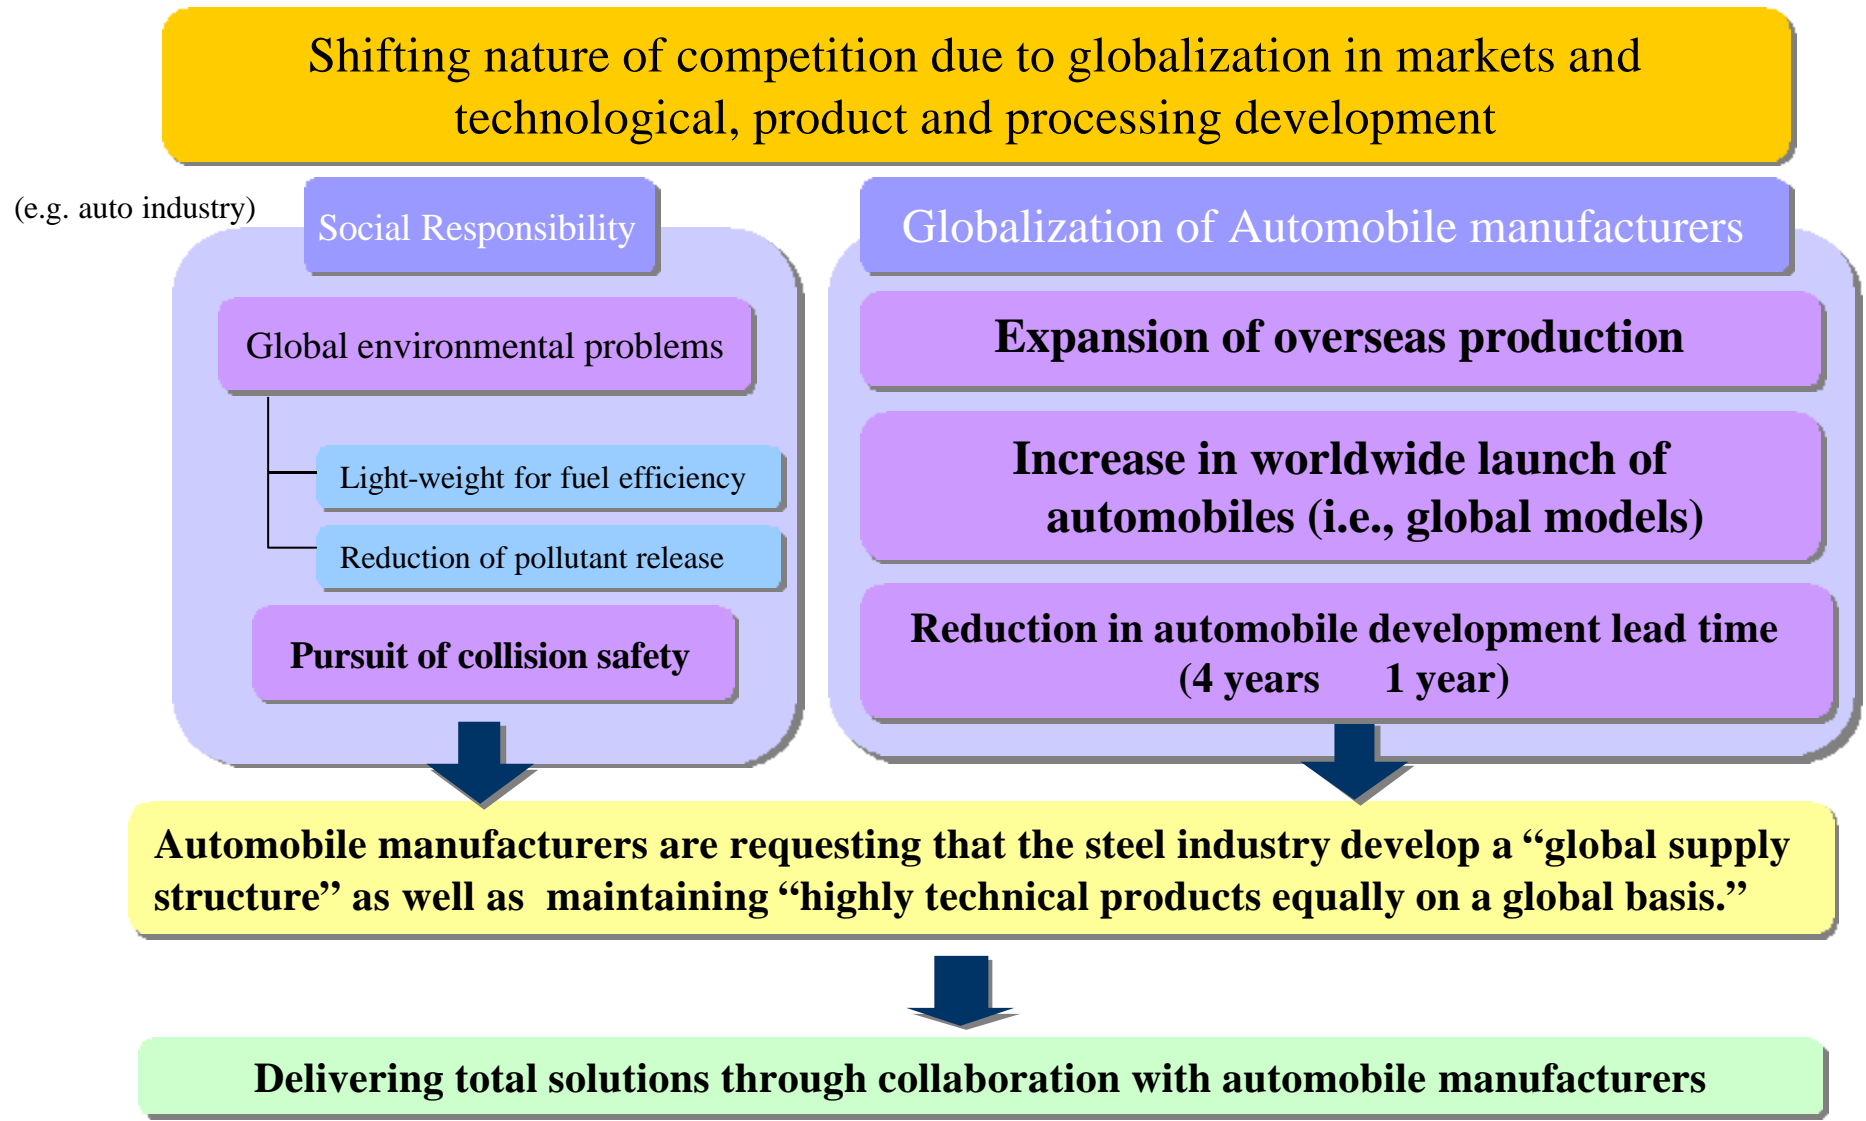 Shifting nature of competition due to globalization in markets and
technological, product and processing development
(e.g. auto industry)
Social Responsibility
Global environmental problems
Light-weight for fuel efficiency
Reduction of pollutant release
Pursuit of collision safety
Globalization of Automobile manufacturers
Expansion of overseas production
Increase in worldwide launch of
automobiles (i.e., global models)
Reduction in automobile development lead time
(4 years 1 year)
Automobile manufacturers are requesting that the steel industry develop a “global supply
structure” as well as maintaining “highly technical products equally on a global basis.”
Delivering total solutions through collaboration with automobile manufacturers